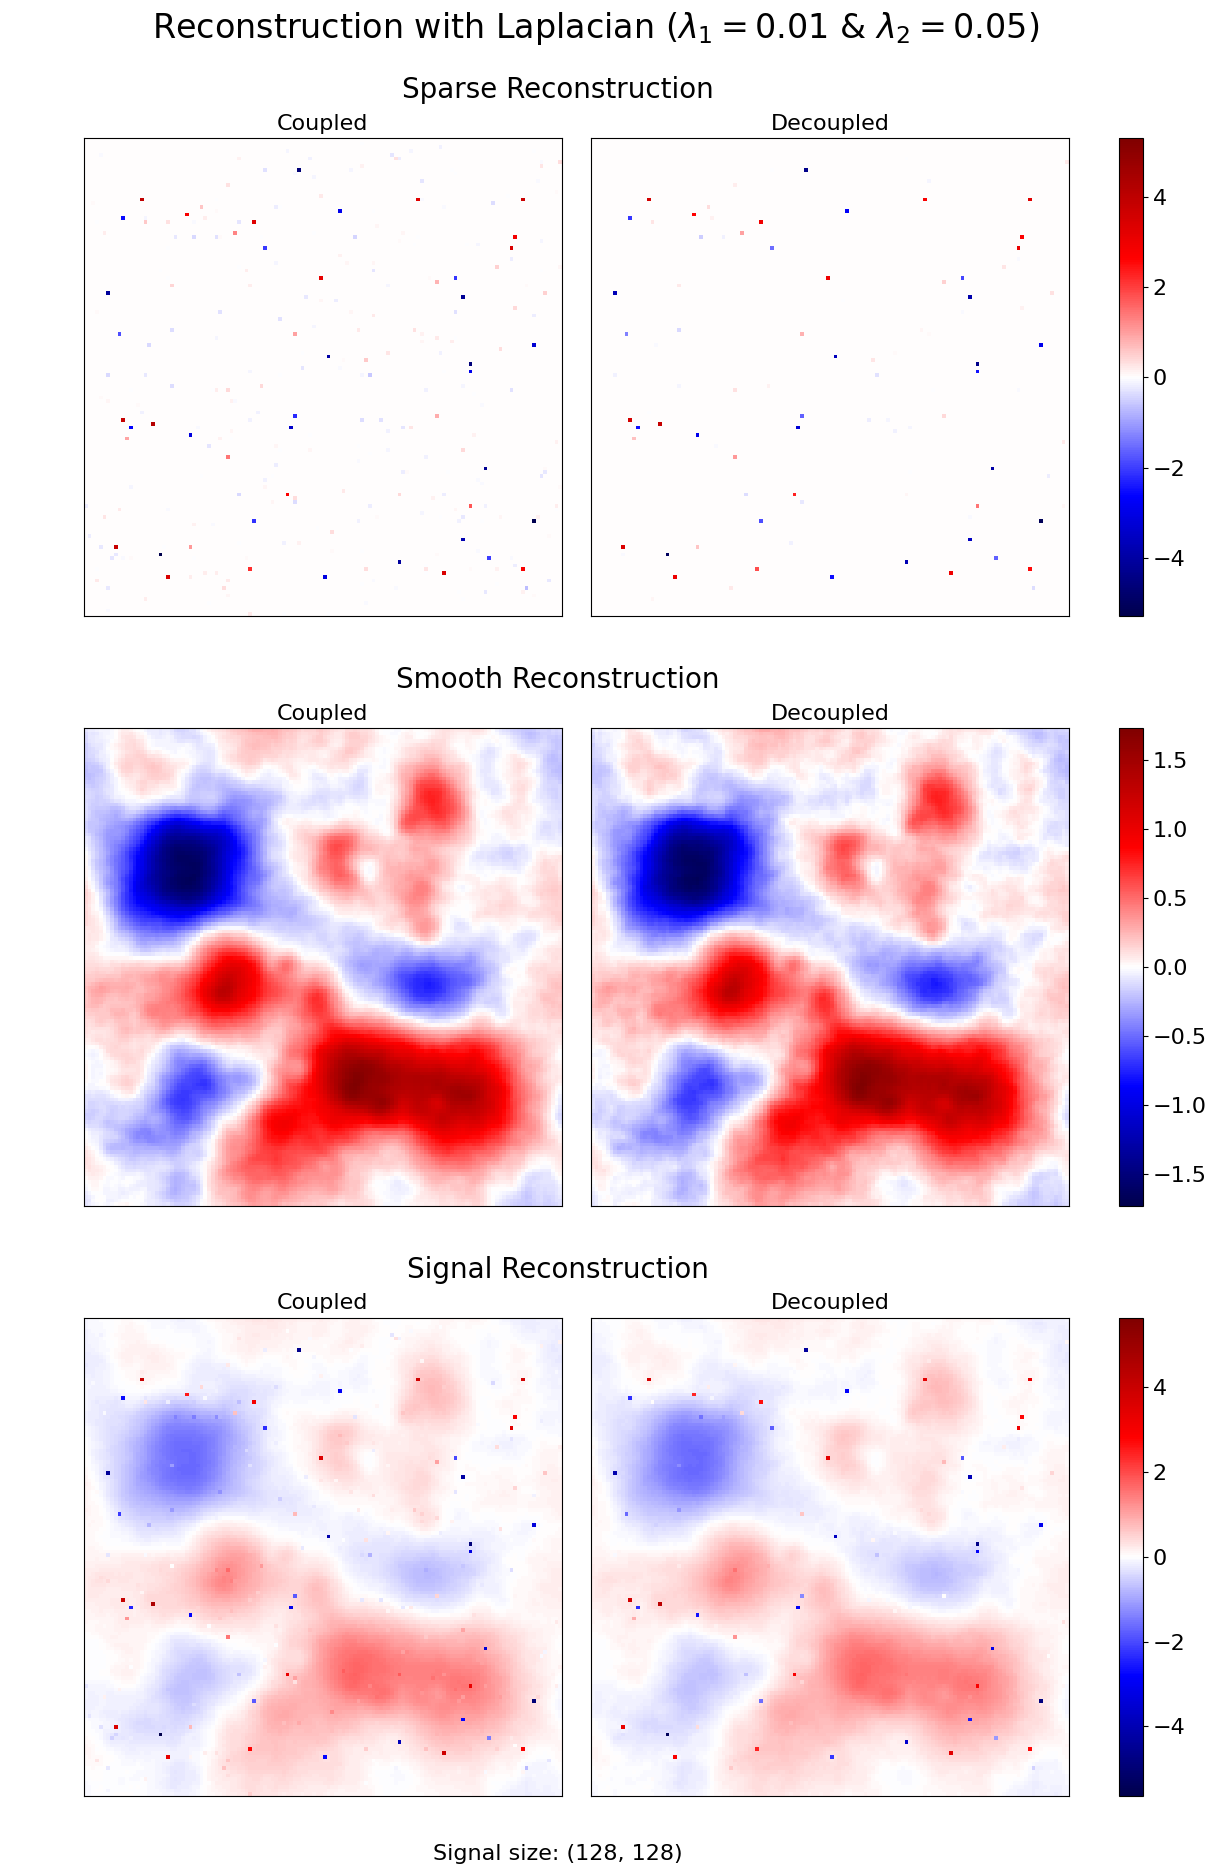 Reconstruction with Laplacian (λ₁ = 0.01 & λ₂ = 0.05)
Sparse Reconstruction
Coupled
Decoupled
4
2
0
−2
−4
Smooth Reconstruction
Coupled
Decoupled
1.5
1.0
0.5
0.0
−0.5
−1.0
−1.5
Signal Reconstruction
Coupled
Decoupled
4
2
0
−2
−4
Signal size: (128, 128)